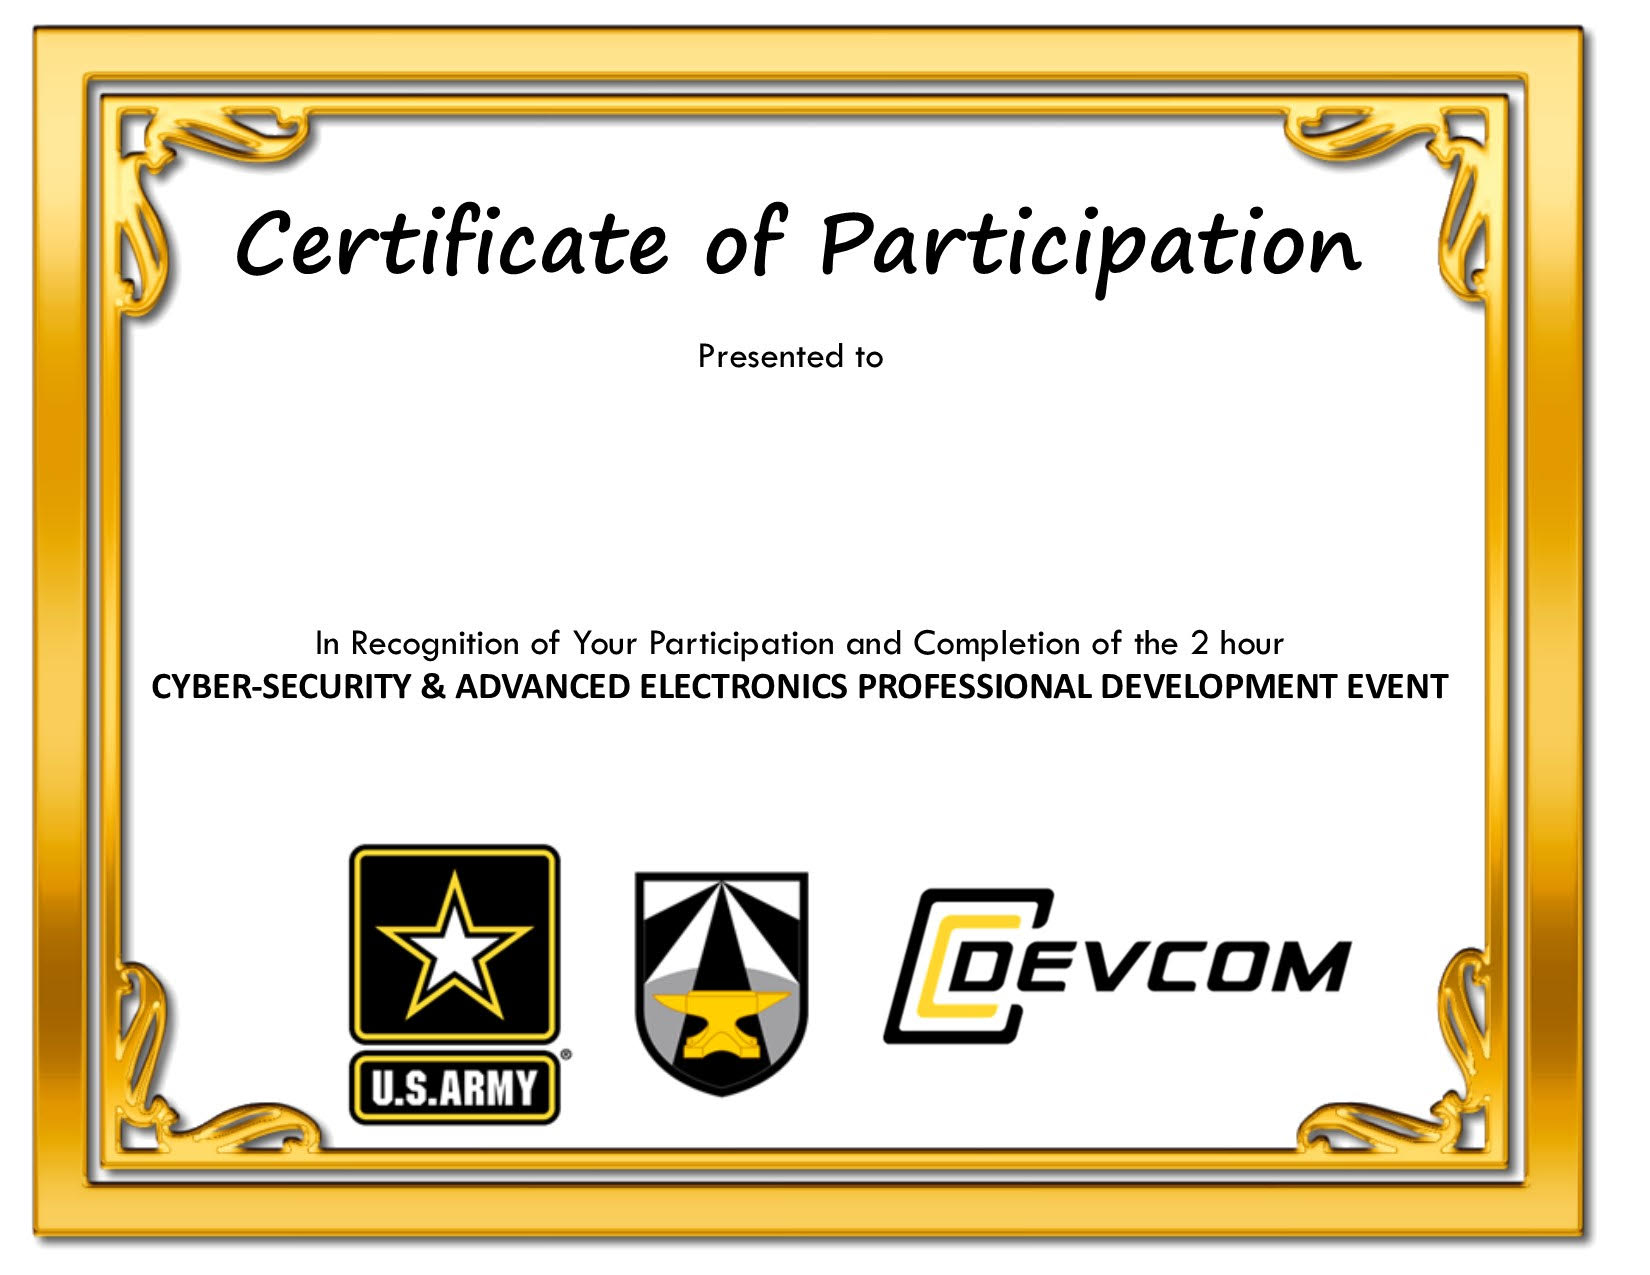 Certificate of Participation
Presented to
In Recognition of Your Participation and Completion of the 2 hour
CYBER-SECURITY & ADVANCED ELECTRONICS PROFESSIONAL DEVELOPMENT EVENT
DEVCOM
U.S.ARMY®